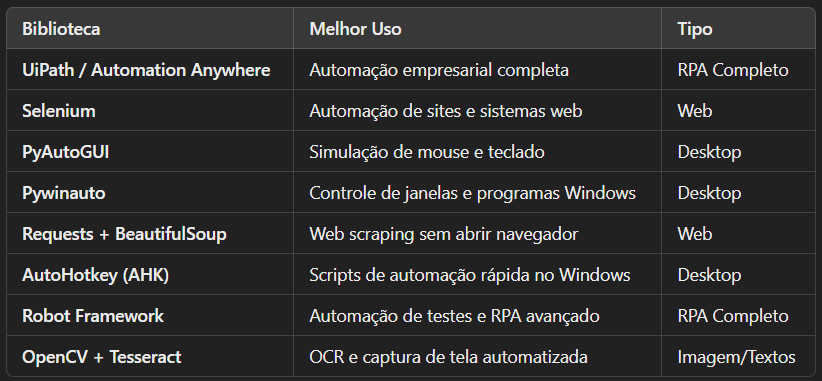 Biblioteca Melhor Uso Tipo
UiPath / Automation Anywhere Automação empresarial completa RPA Completo
Selenium Automação de sites e sistemas web Web
PyAutoGUI Simulação de mouse e teclado Desktop
Pywinauto Controle de janelas e programas Windows Desktop
Requests + BeautifulSoup Web scraping sem abrir navegador Web
AutoHotkey (AHK) Scripts de automação rápida no Windows Desktop
Robot Framework Automação de testes e RPA avançado RPA Completo
OpenCV + Tesseract OCR e captura de tela automatizada Imagem/Textos